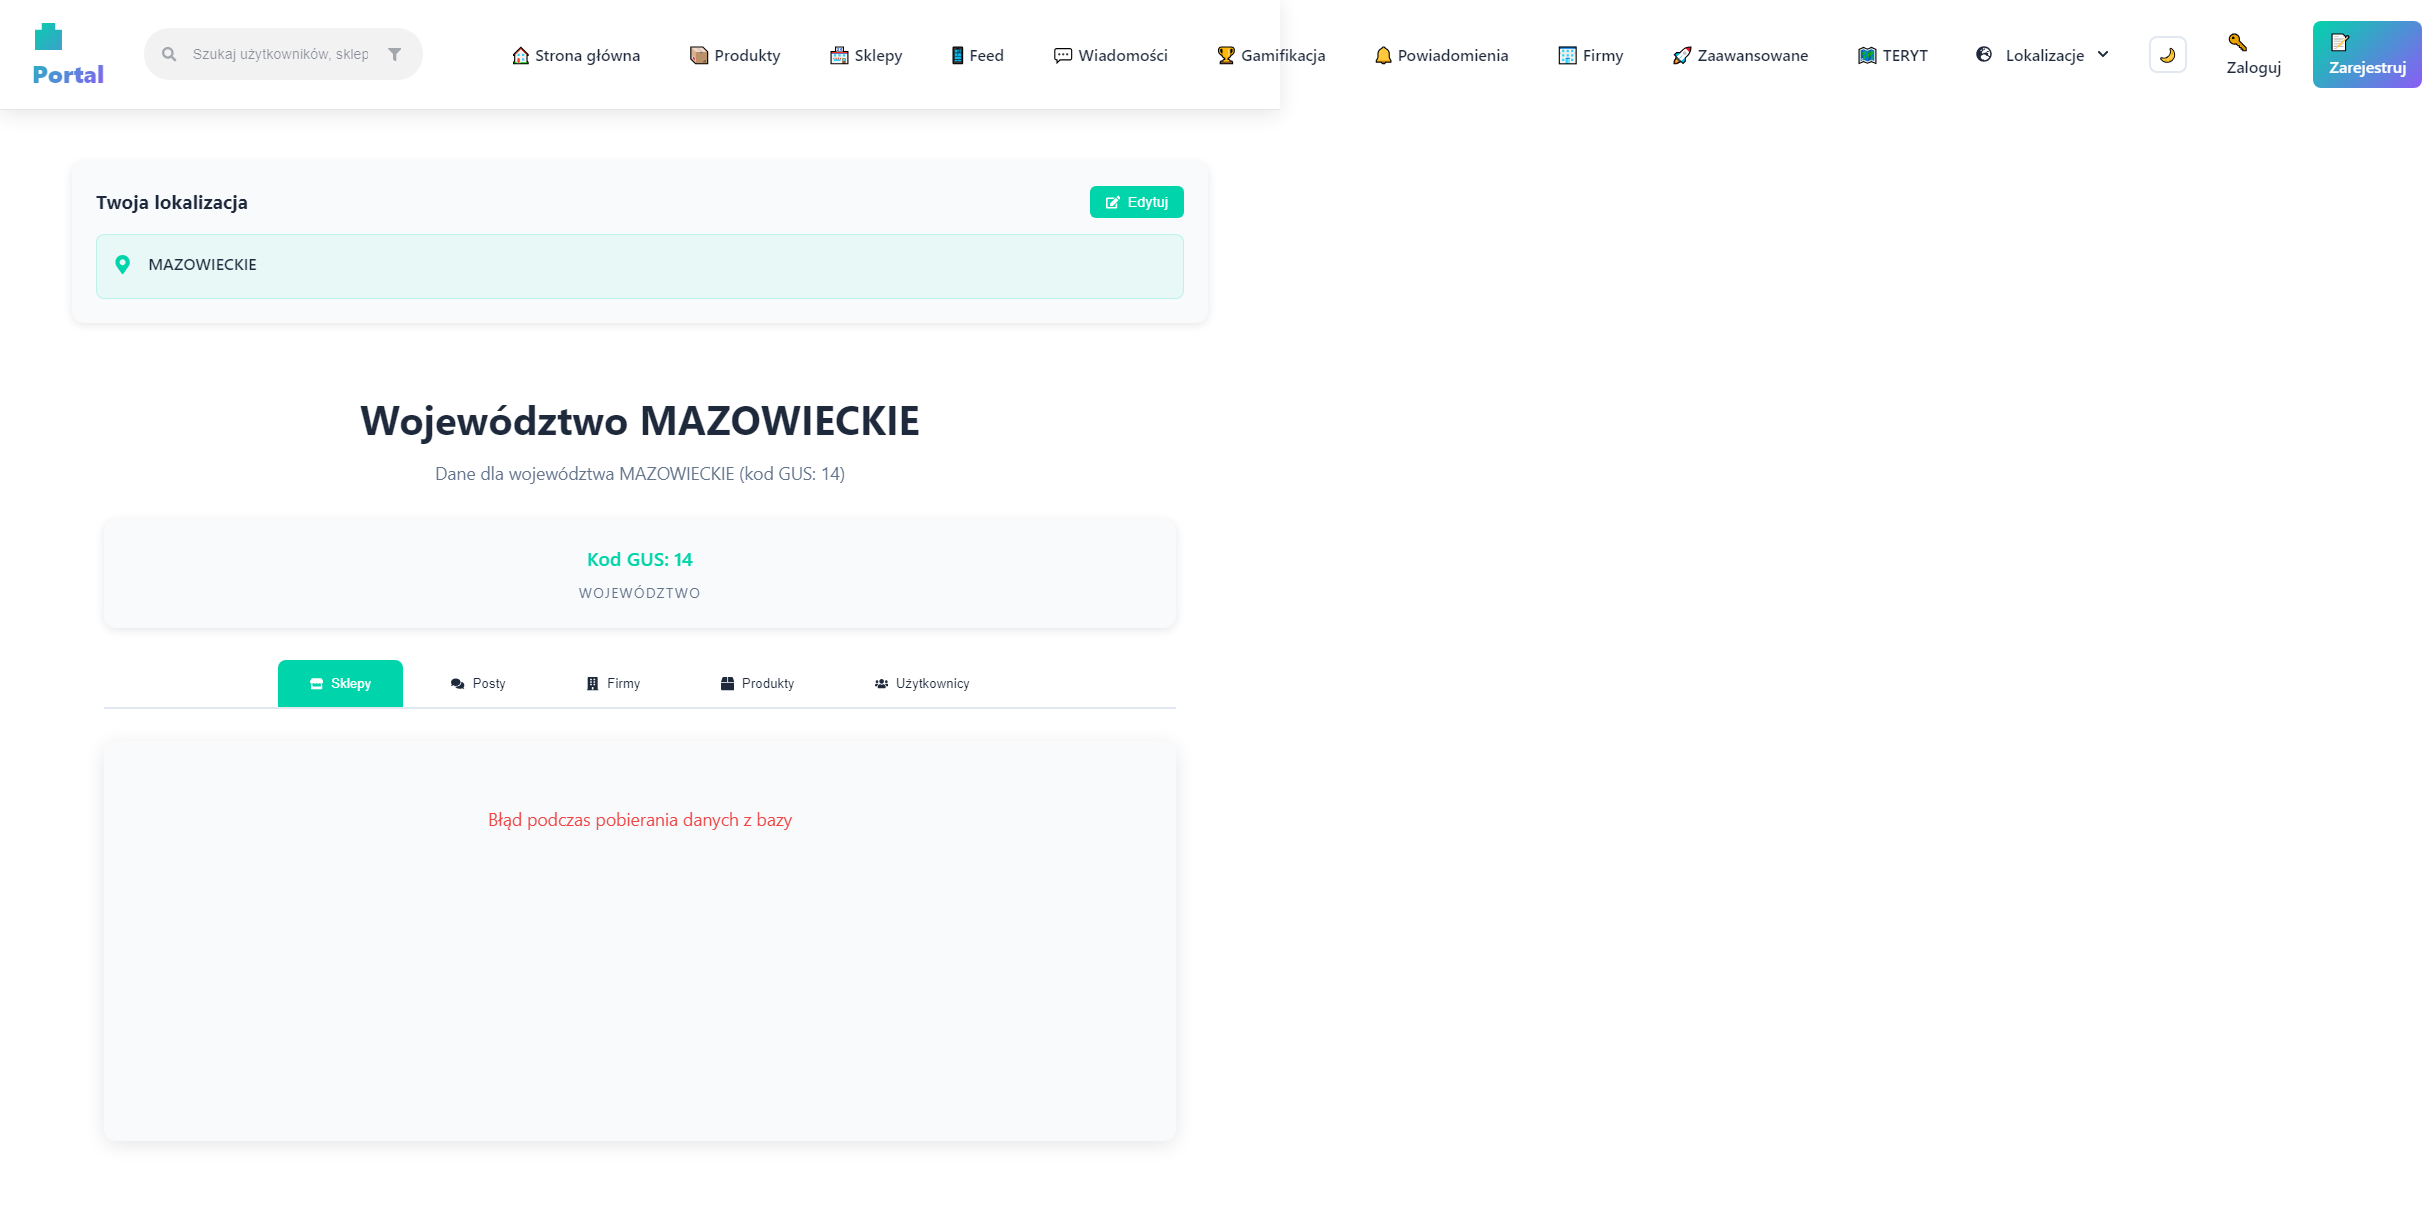 Portal
Szukaj użytkowników, sklep
Strona główna
Produkty
Sklepy
Feed
Wiadomości
Gamifikacja
Powiadomienia
Firmy
Zaawansowane
TERYT
Lokalizacje
Zaloguj
Zarejestruj
Twoja lokalizacja
Edytuj
MAZOWIECKIE
Województwo MAZOWIECKIE
Dane dla województwa MAZOWIECKIE (kod GUS: 14)
Kod GUS: 14
WOJEWÓDZTWO
Sklepy
Posty
Firmy
Produkty
Użytkownicy
Błąd podczas pobierania danych z bazy